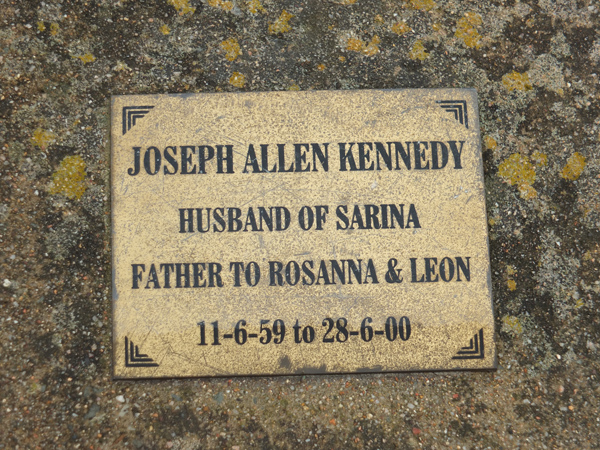 JOSEPH ALLEN KENNEDY
HUSBAND OF SARINA
FATHER TO ROSANNA & LEON
11-6-59 to 28-6-00